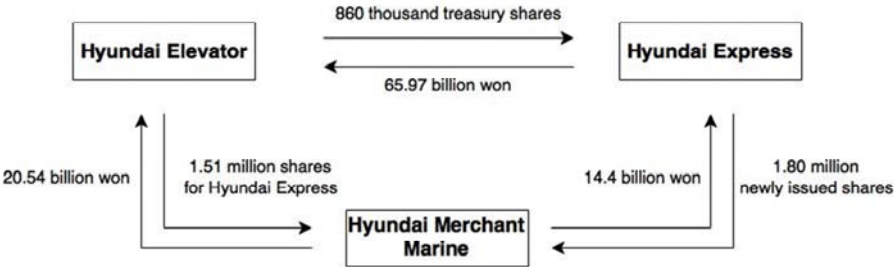 860 thousand treasury shares
Hyundai Elevator
Hyundai Express
65.97 billion won
20.54 billion won
1.51 million shares
for Hyundai Express
14.4 billion won
1.80 million
newly issued shares
Hyundai Merchant
Marine